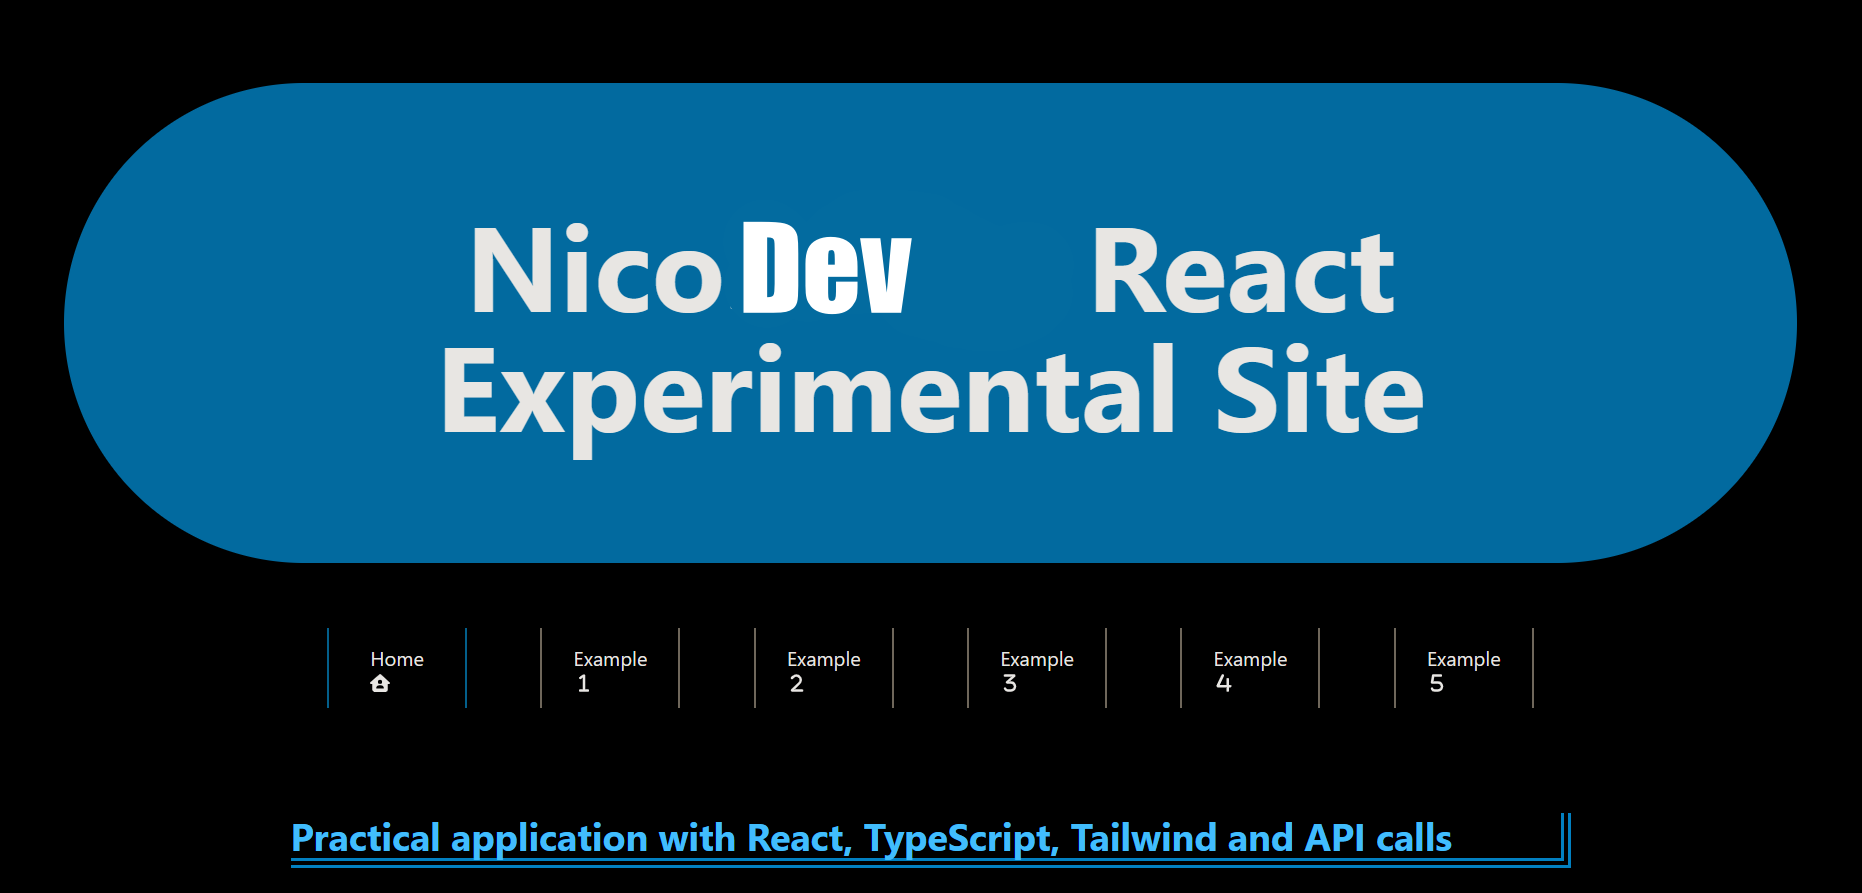 Nico Dev React
Experimental Site
Home
Example
1
Example
2
Example
3
Example
4
Example
5
Practical application with React, TypeScript, Tailwind and API calls